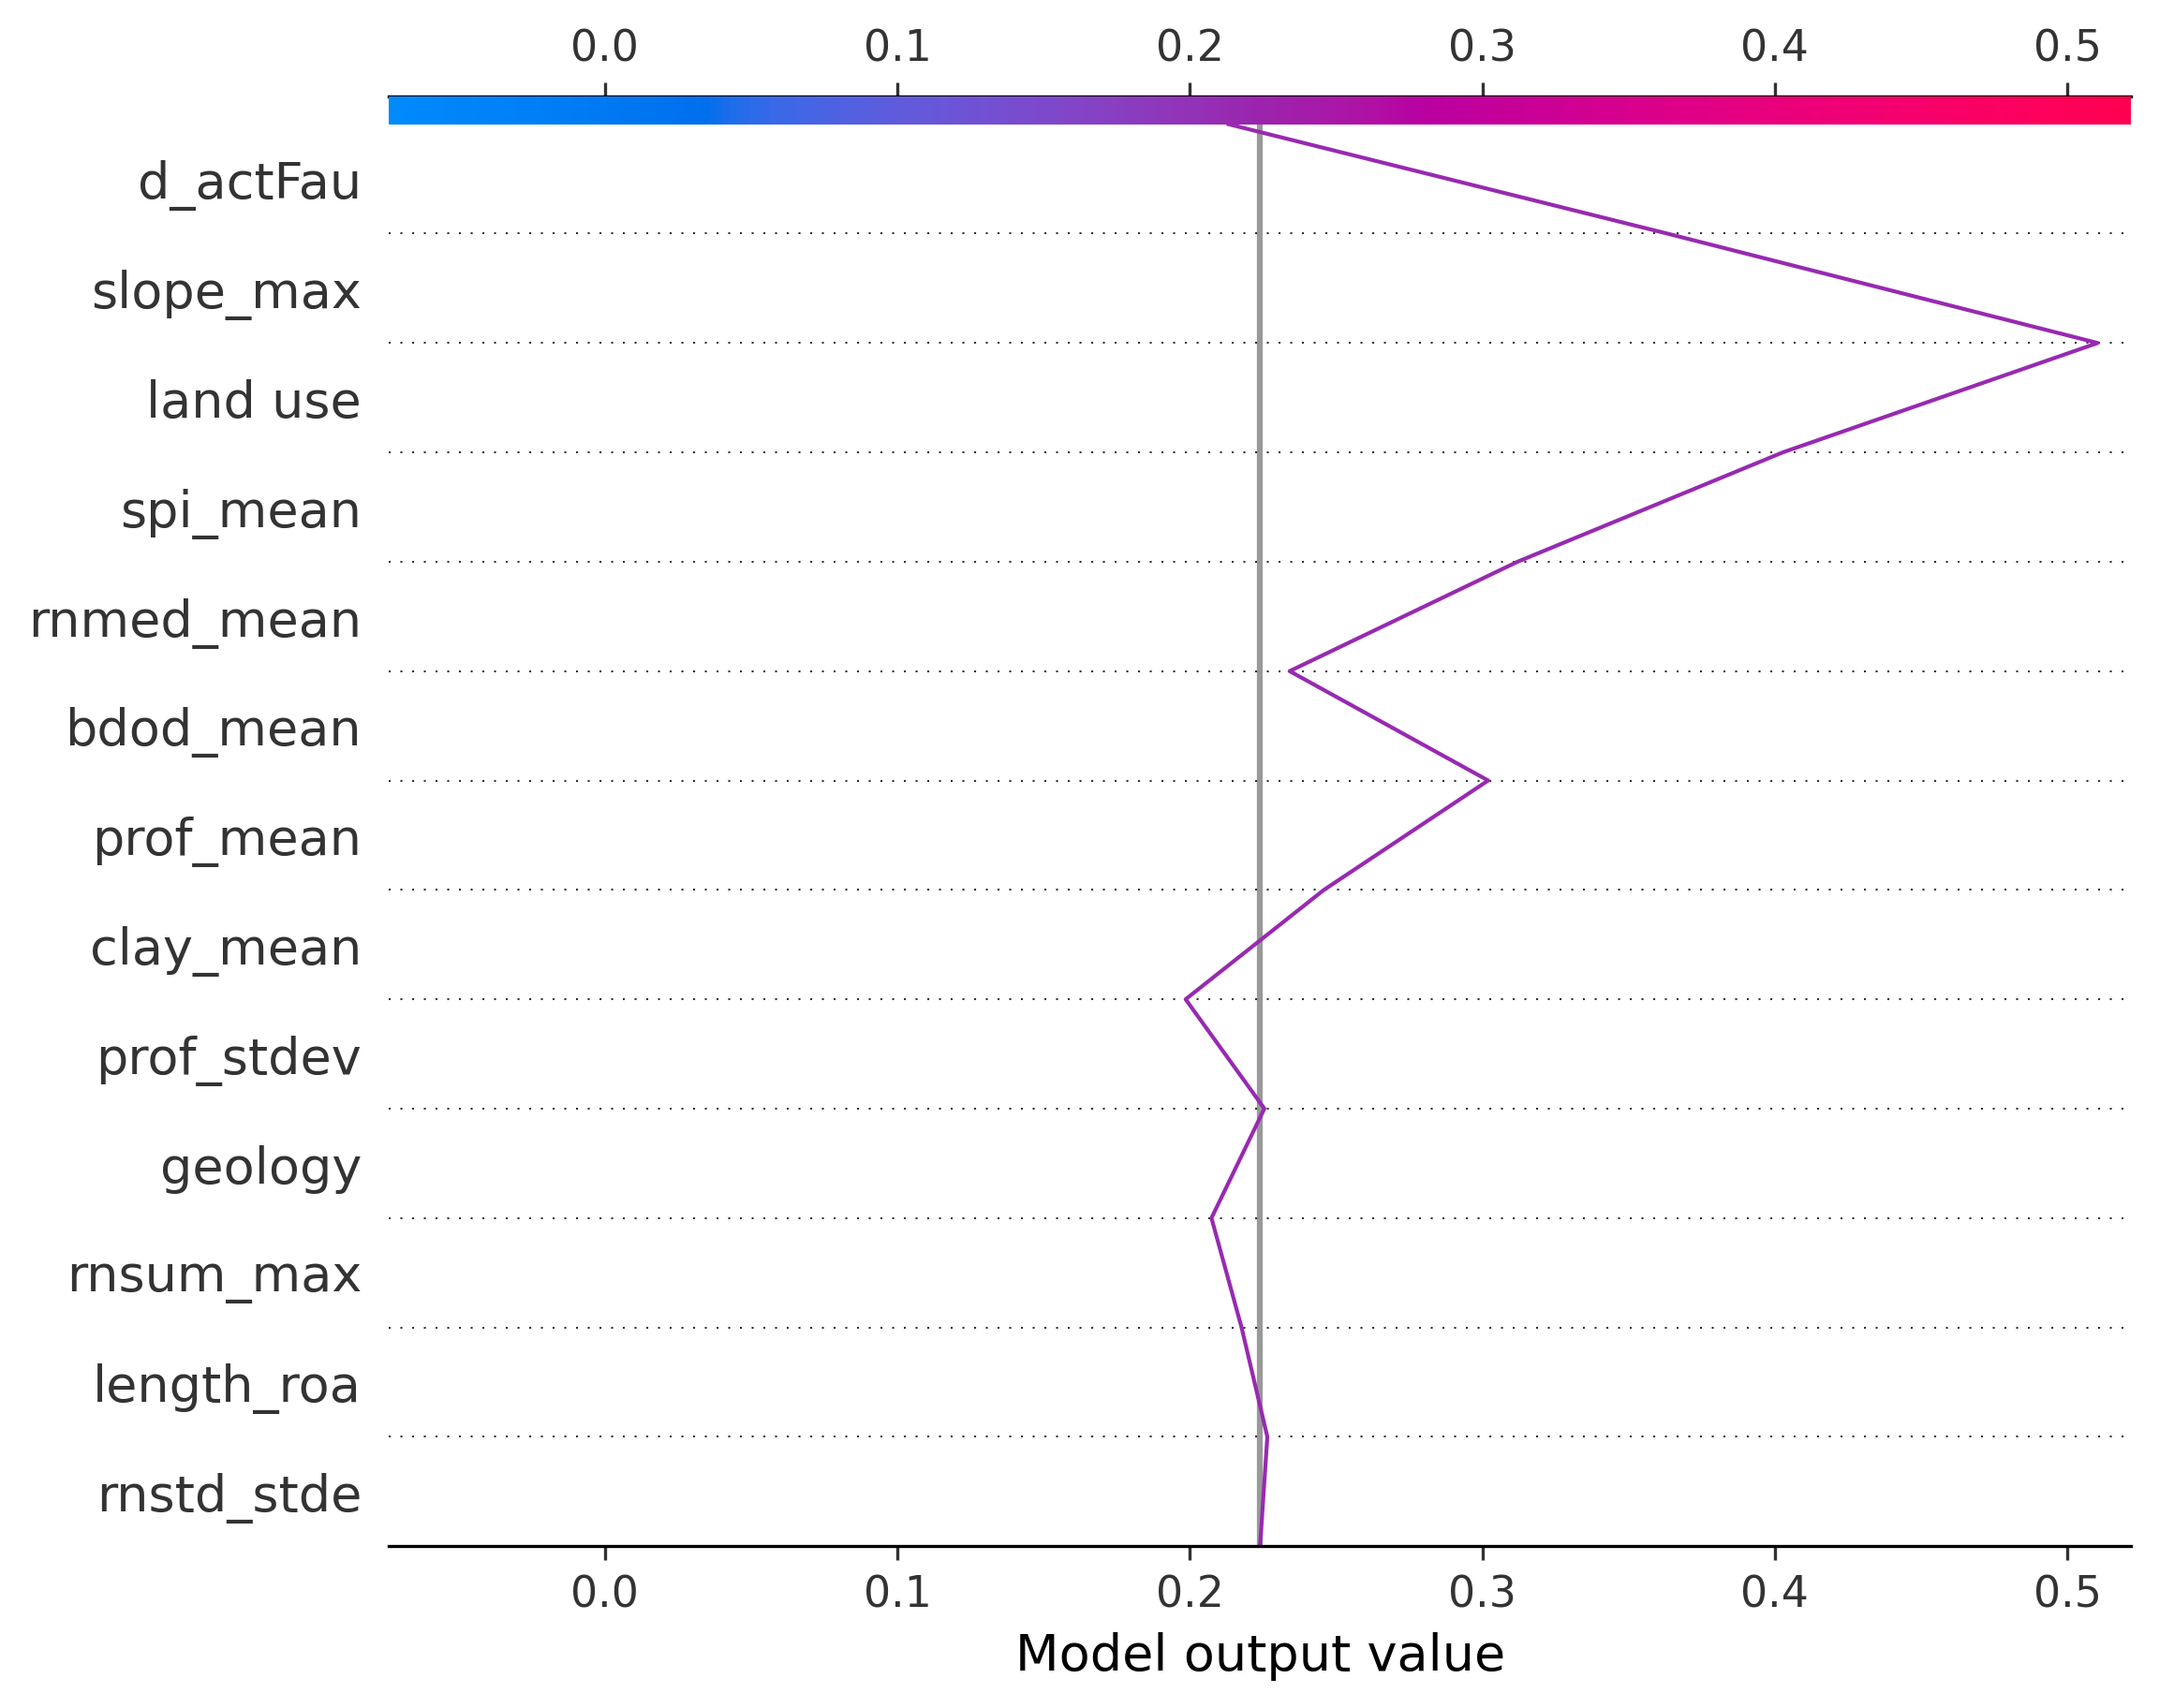 0.0 0.1 0.2 0.3 0.4 0.5
d_actFau
slope_max
land use
spi_mean
rnmed_mean
bdod_mean
prof_mean
clay_mean
prof_stdev
geology
rnsum_max
length_roa
rnstd_stde
0.0 0.1 0.2 0.3 0.4 0.5
Model output value